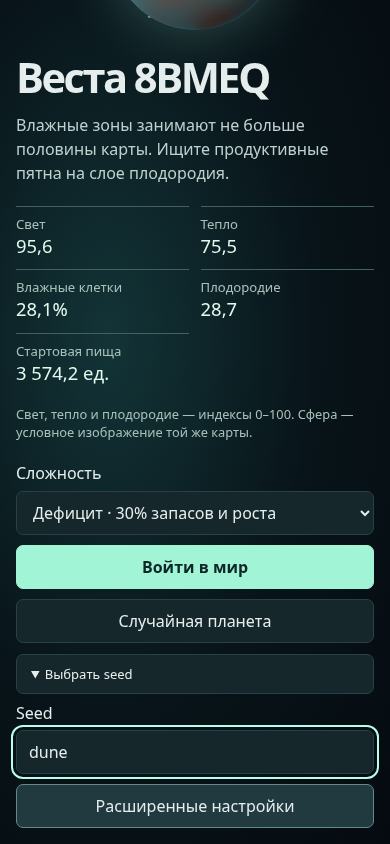 Веста 8BMEQ
Влажные зоны занимают не больше
половины карты. Ищите продуктивные
пятна на слое плодородия.
Свет
95,6
Тепло
75,5
Влажные клетки
28,1%
Плодородие
28,7
Стартовая пища
3 574,2 ед.
Свет, тепло и плодородие — индексы 0–100. Сфера —
условное изображение той же карты.
Сложность
Дефицит · 30% запасов и роста
Войти в мир
Случайная планета
▼ Выбрать seed
Seed
dune
Расширенные настройки